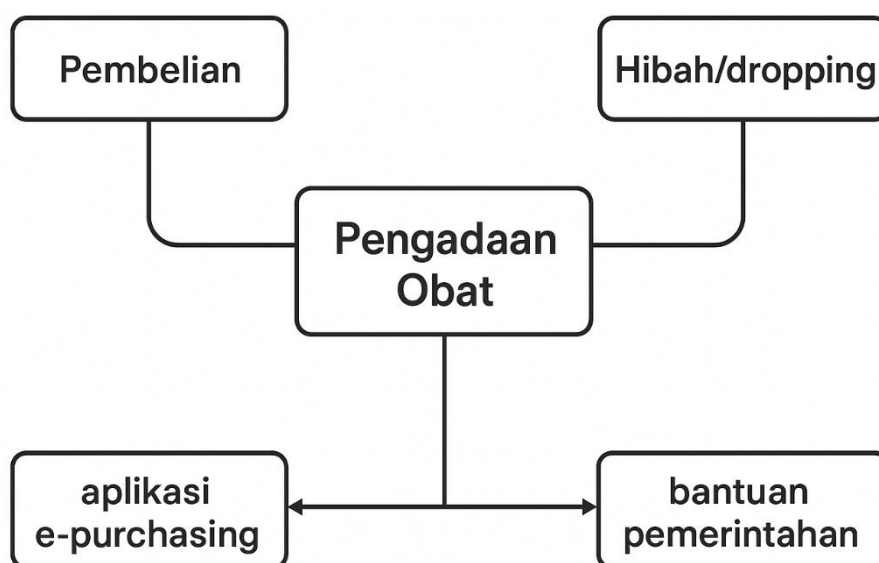 Pembelian
Hibah/dropping
Pengadaan
Obat
aplikasi
e-purchasing
bantuan
pemerintahan